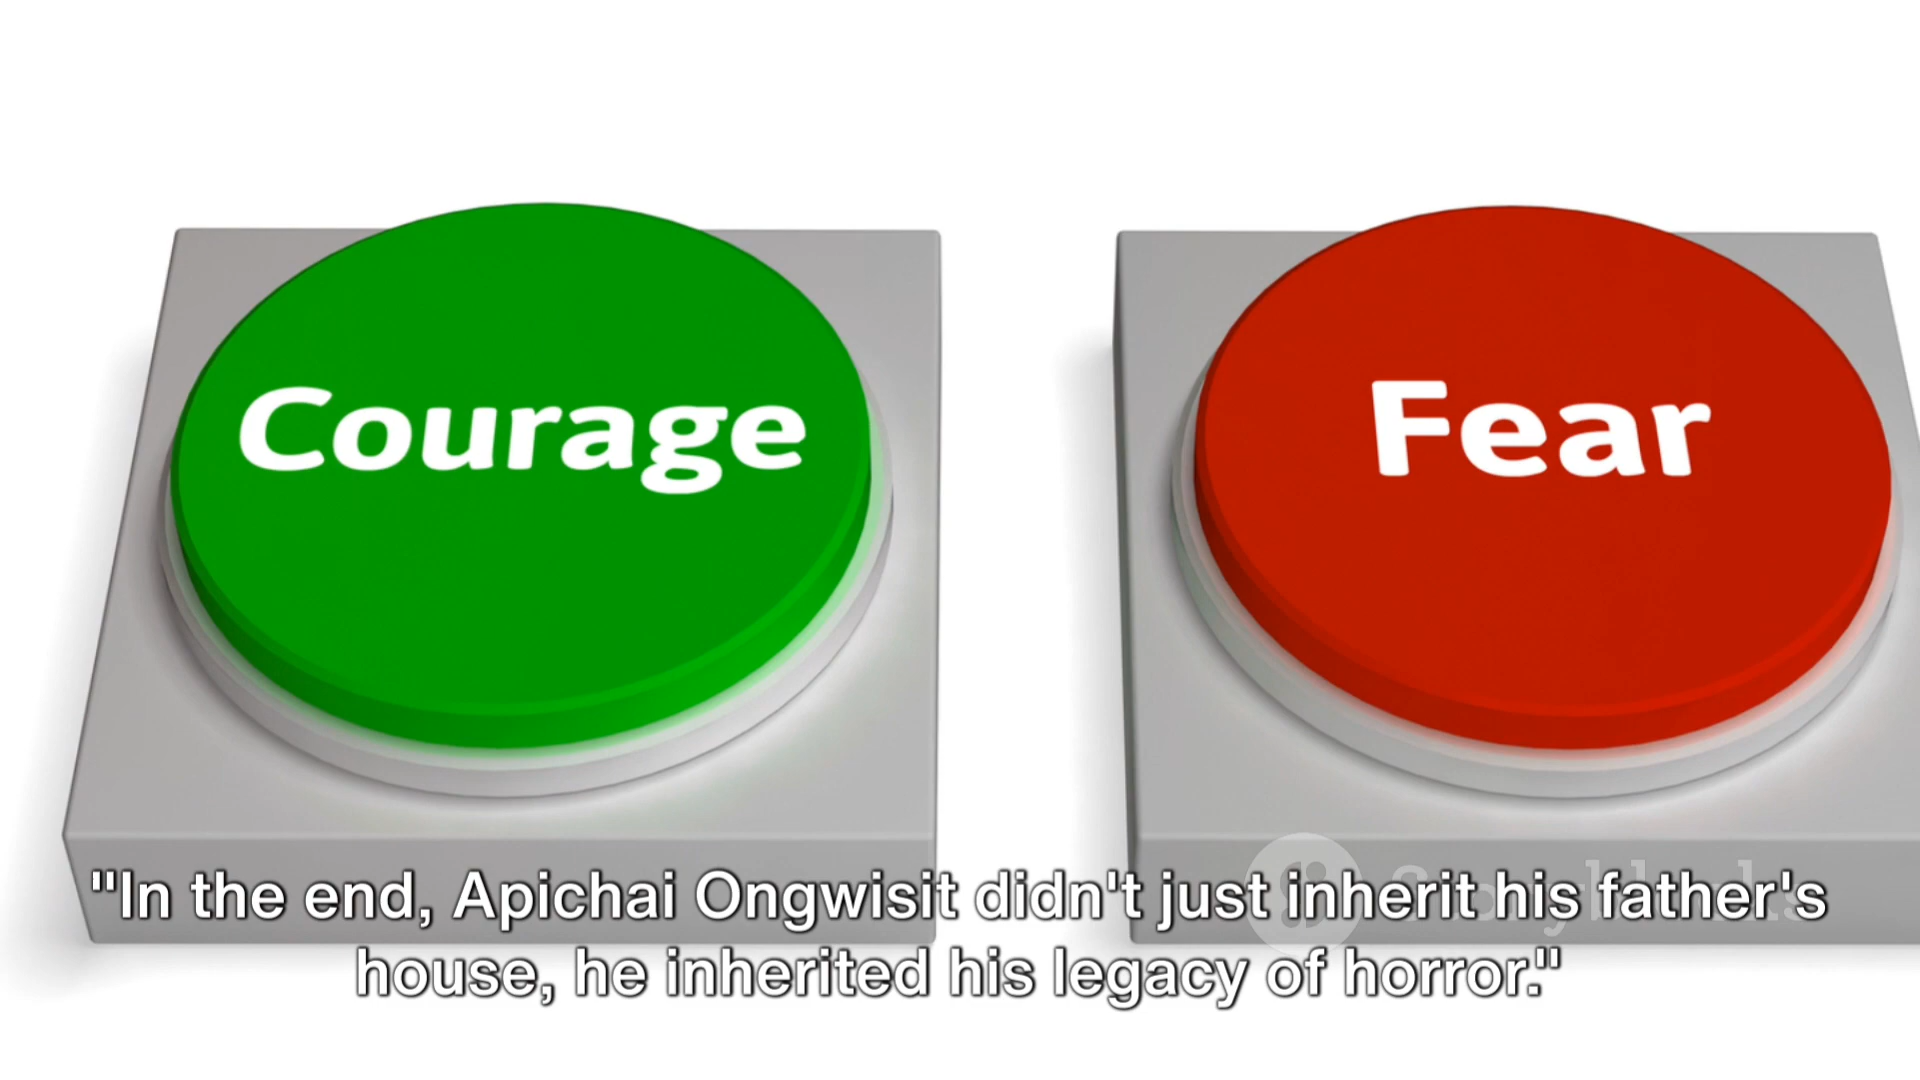 Courage
Fear
"In the end, Apichai Ongwisit didn't just inherit his father's
house, he inherited his legacy of horror."